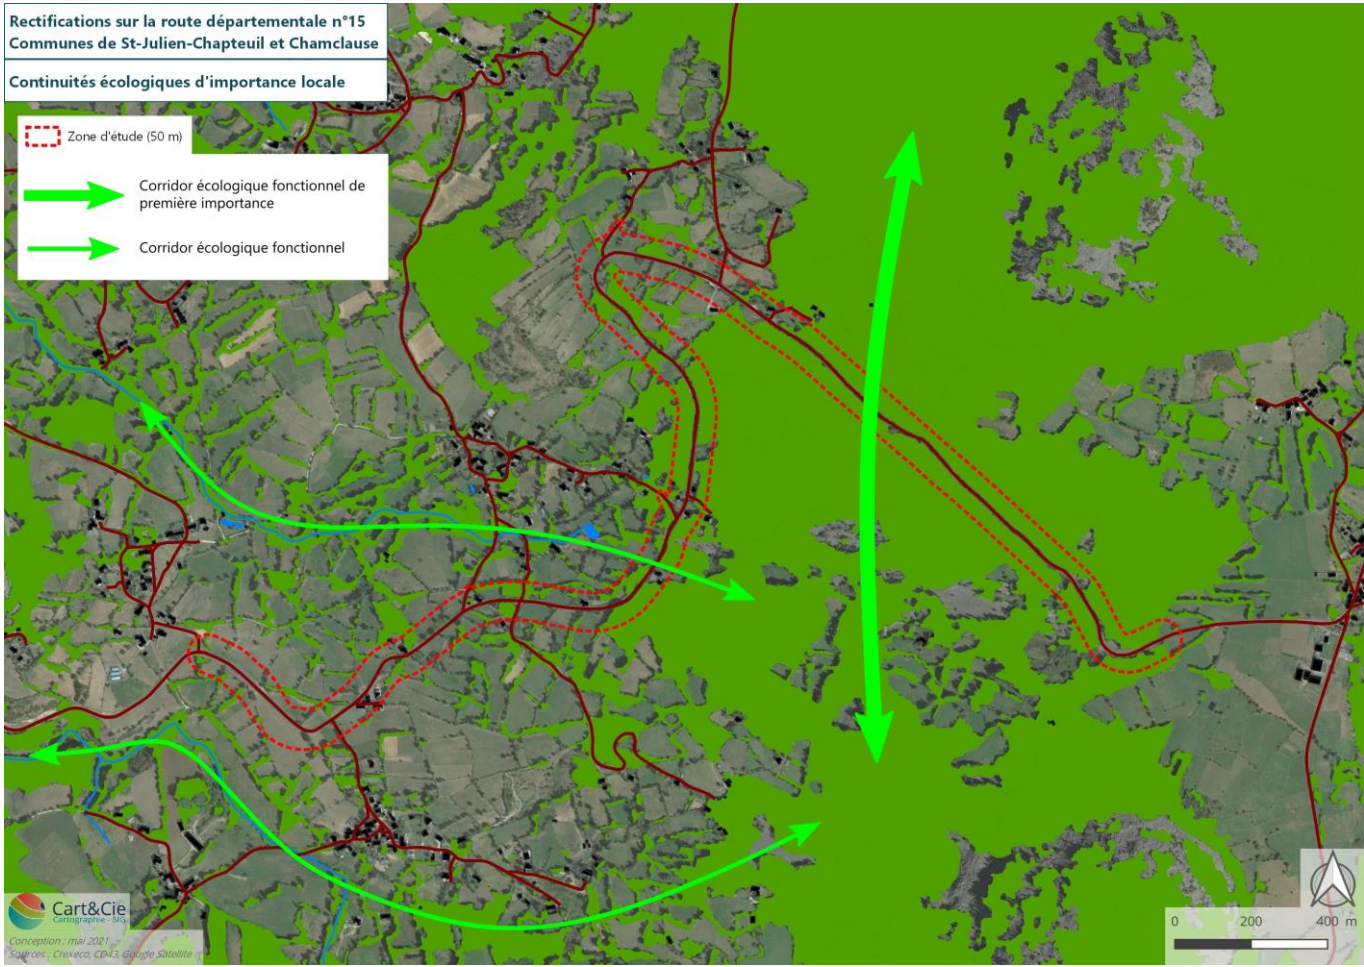 Rectifications sur la route départementale n°15
Communes de St-Julien-Chapteuil et Chamclause
Continuités écologiques d'importance locale
Zone d'étude (50 m)
Corridor écologique fonctionnel de
première importance
Corridor écologique fonctionnel
Cart&Cie
Cartographie - SIG
Conception : mai 2021
Sources : Crexeco, CD43, Google Satellite
0 200 400 m